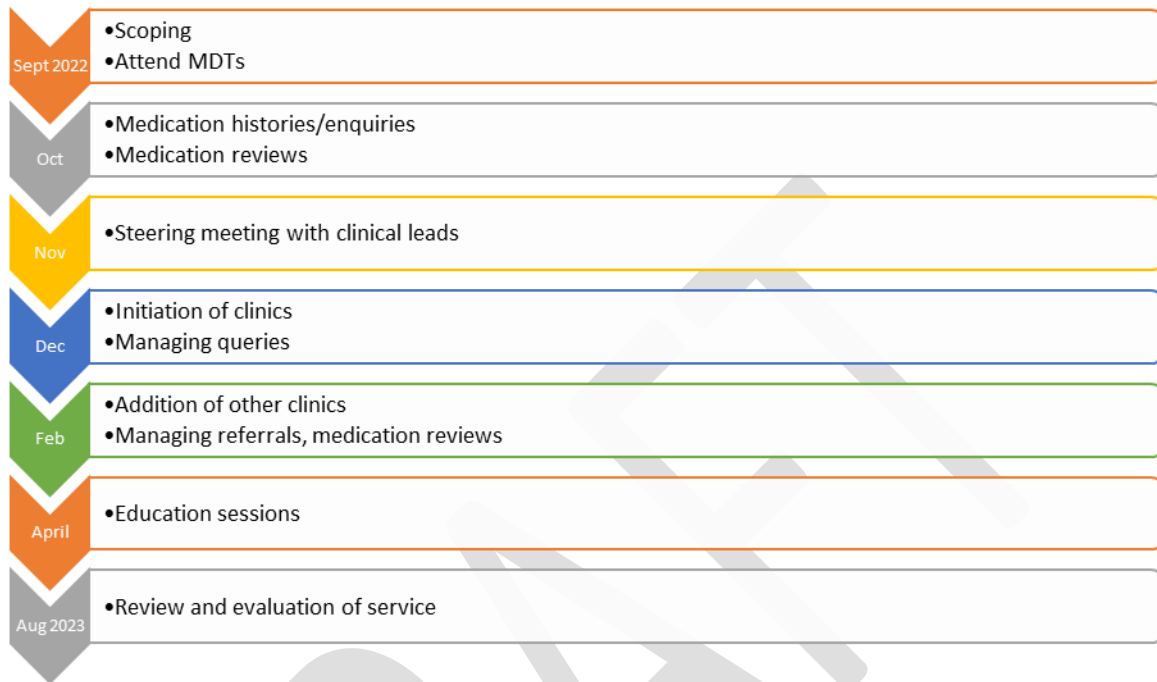 Sept 2022
•Scoping
•Attend MDTs
Oct
•Medication histories/enquiries
•Medication reviews
Nov
•Steering meeting with clinical leads
Dec
•Initiation of clinics
•Managing queries
Feb
•Addition of other clinics
•Managing referrals, medication reviews
April
•Education sessions
Aug 2023
•Review and evaluation of service
DRAFT